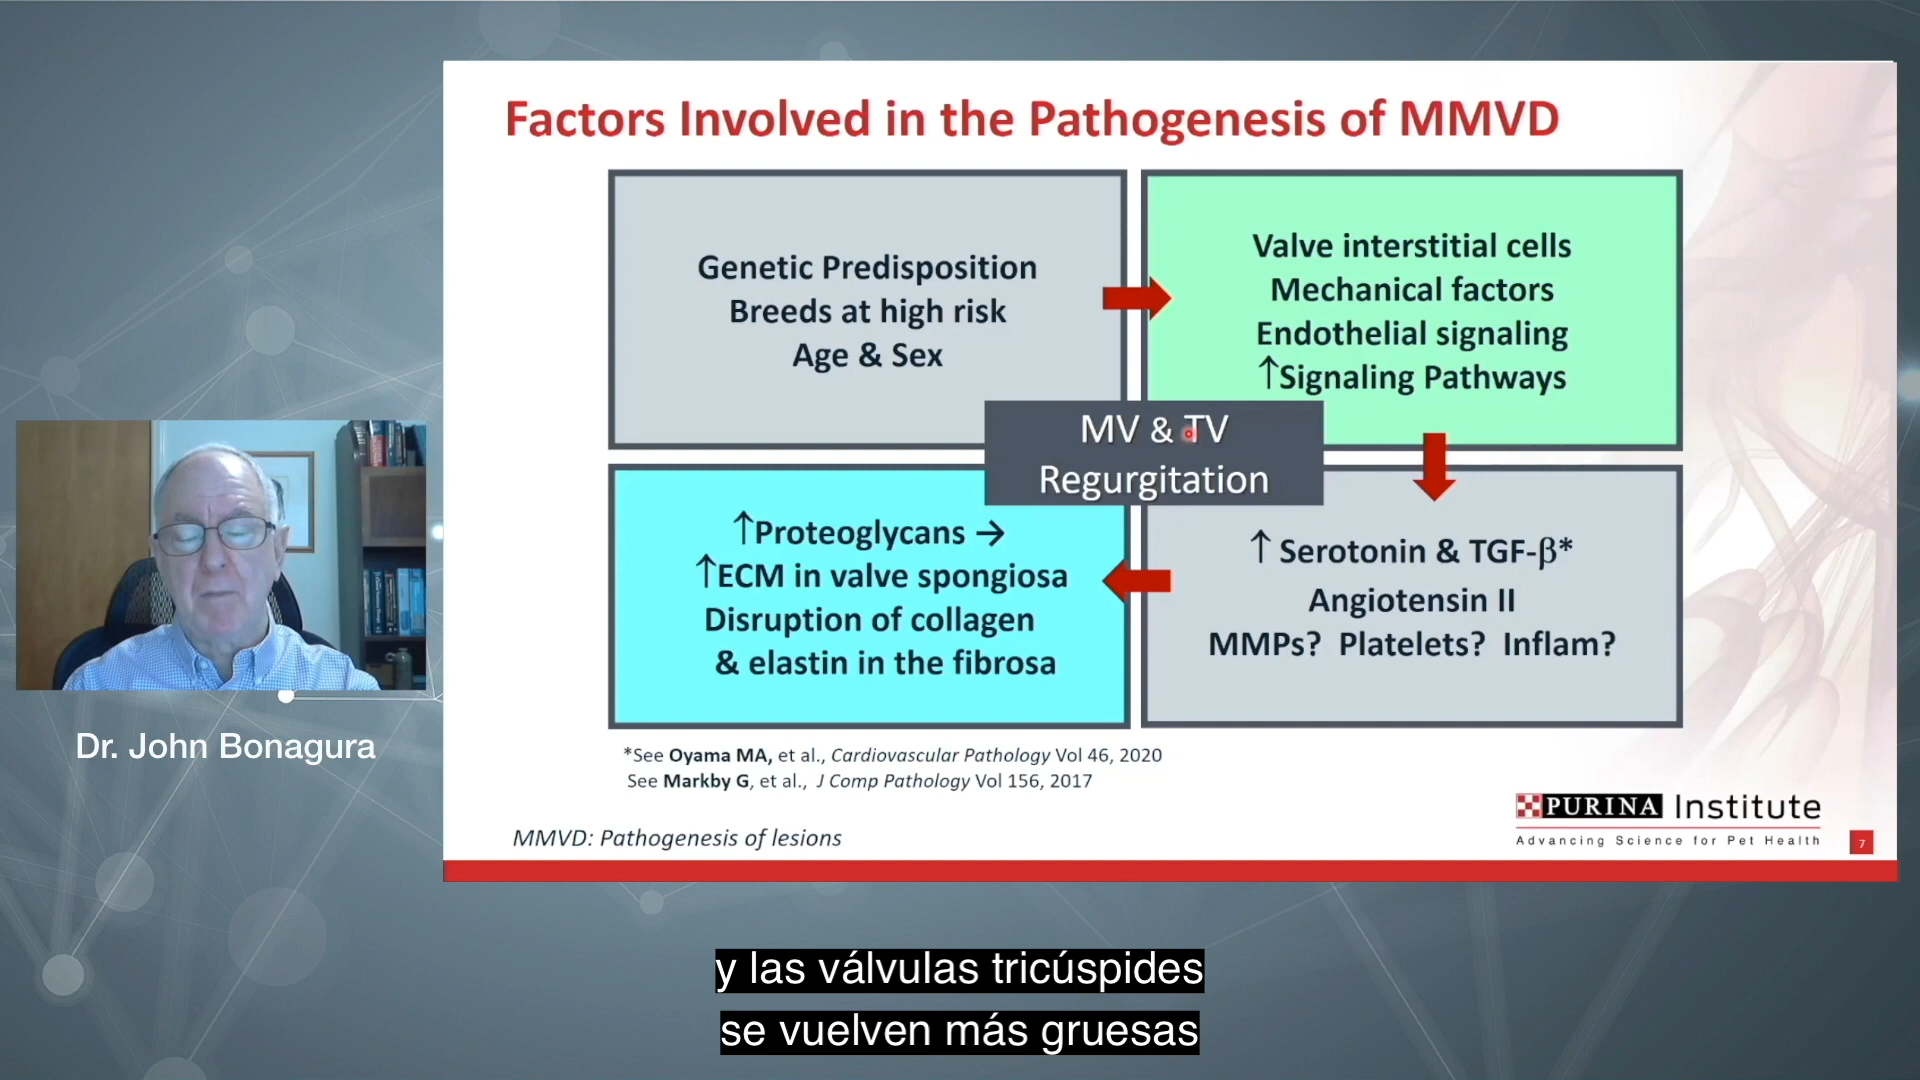 Factors Involved in the Pathogenesis of MMVD
Genetic Predisposition
Breeds at high risk
Age & Sex
Valve interstitial cells
Mechanical factors
Endothelial signaling
↑Signaling Pathways
MV & TV
Regurgitation
↑Proteoglycans →
↑ECM in valve spongiosa
Disruption of collagen
& elastin in the fibrosa
↑ Serotonin & TGF-β*
Angiotensin II
MMPs? Platelets? Inflam?
*See Oyama MA, et al., Cardiovascular Pathology Vol 46, 2020
See Markby G, et al., J Comp Pathology Vol 156, 2017
MMVD: Pathogenesis of lesions
PURINA Institute
Advancing Science for Pet Health
7
Dr. John Bonagura
y las válvulas tricúspides
se vuelven más gruesas